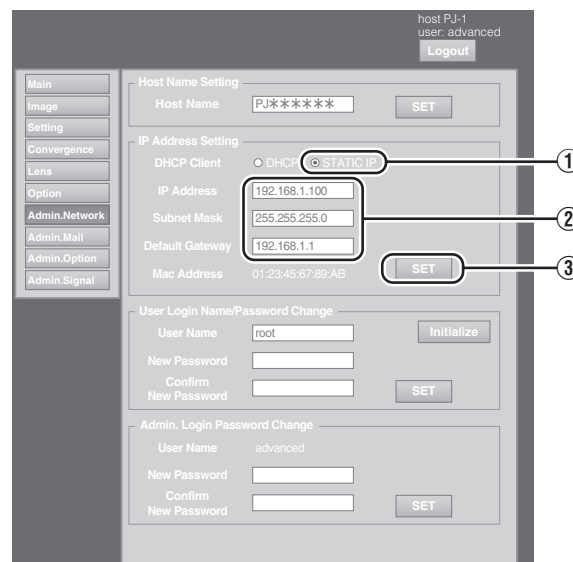 host PJ-1
user: advanced
Logout
Main
Image
Setting
Convergence
Lens
Option
Admin.Network
Admin.Mail
Admin.Option
Admin.Signal
Host Name Setting
Host Name PJ＊＊＊＊＊＊ SET
IP Address Setting
DHCP Client DHCP STATIC IP ①
IP Address 192.168.1.100
Subnet Mask 255.255.255.0 ②
Default Gateway 192.168.1.1
Mac Address 01:23:45:67:89:AB SET ③
User Login Name/Password Change
User Name root Initialize
New Password
Confirm
New Password SET
Admin. Login Password Change
User Name advanced
New Password
Confirm
New Password SET